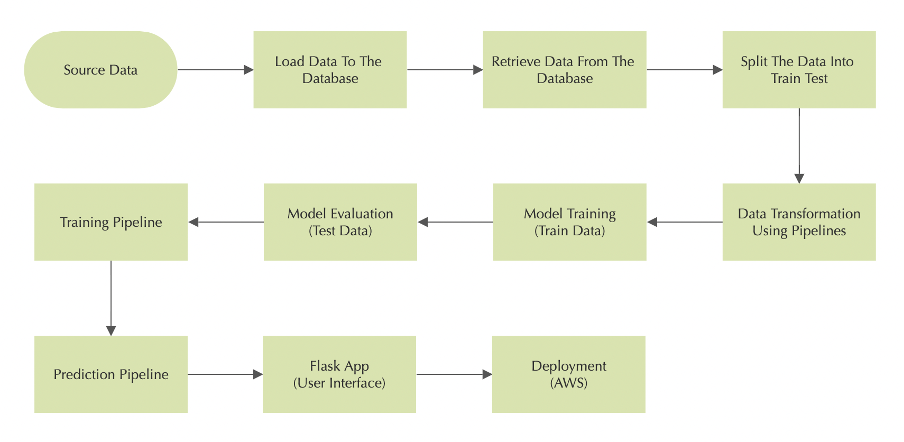 Source Data
Load Data To The
Database
Retrieve Data From The
Database
Split The Data Into
Train Test
Data Transformation
Using Pipelines
Model Training
(Train Data)
Model Evaluation
(Test Data)
Training Pipeline
Prediction Pipeline
Flask App
(User Interface)
Deployment
(AWS)